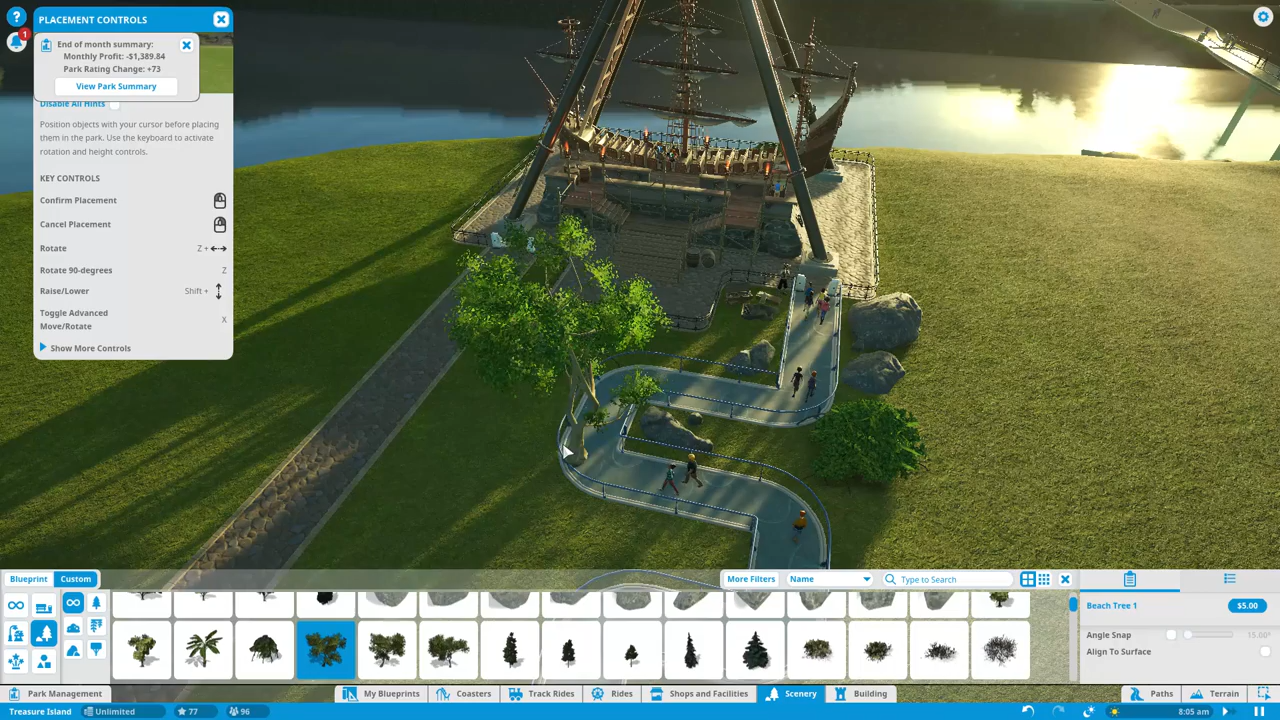 ?
PLACEMENT CONTROLS
1
End of month summary:
Monthly Profit: -$1,389.84
Park Rating Change: +73
View Park Summary
Disable All Hints
Position objects with your cursor before placing
them in the park. Use the keyboard to activate
rotation and height controls.
KEY CONTROLS
Confirm Placement
Cancel Placement
Rotate Z +
Rotate 90-degrees Z
Raise/Lower Shift +
Toggle Advanced
Move/Rotate X
Show More Controls
Blueprint Custom More Filters Name Type to Search
Beach Tree 1 $5.00
Angle Snap 15.00°
Align To Surface
Park Management My Blueprints Coasters Track Rides Rides Shops and Facilities Scenery Building Paths Terrain
Treasure Island Unlimited 77 96 8:05 am